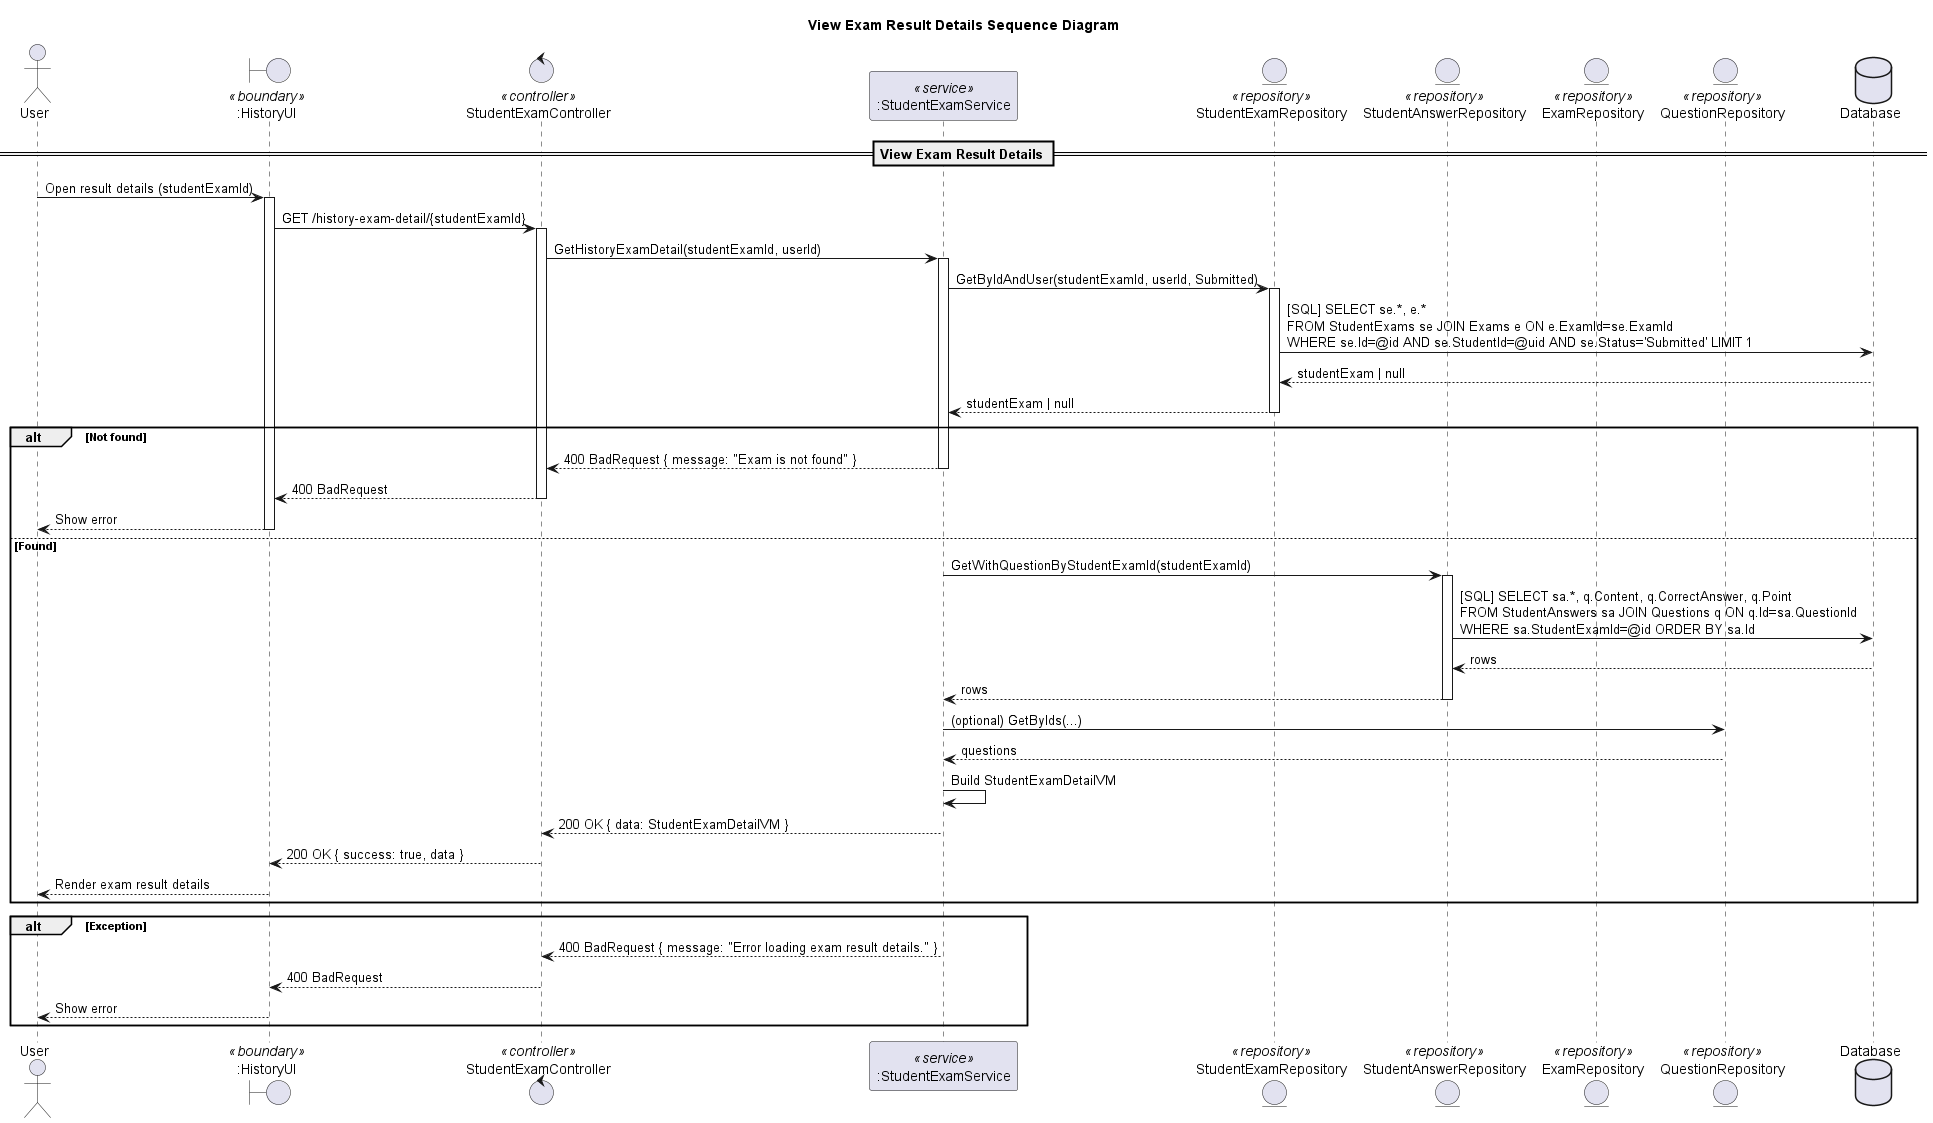 View Exam Result Details Sequence Diagram
User
«boundary»
:HistoryUI
«controller»
StudentExamController
«service»
:StudentExamService
«repository»
StudentExamRepository
«repository»
StudentAnswerRepository
«repository»
ExamRepository
«repository»
QuestionRepository
Database
View Exam Result Details
Open result details (studentExamId)
GET /history-exam-detail/{studentExamId}
GetHistoryExamDetail(studentExamId, userId)
GetByIdAndUser(studentExamId, userId, Submitted)
[SQL] SELECT se.*, e.*
FROM StudentExams se JOIN Exams e ON e.ExamId=se.ExamId
WHERE se.Id=@id AND se.StudentId=@uid AND se.Status='Submitted' LIMIT 1
studentExam | null
studentExam | null
alt [Not found]
400 BadRequest { message: "Exam is not found" }
400 BadRequest
Show error
[Found]
GetWithQuestionByStudentExamId(studentExamId)
[SQL] SELECT sa.*, q.Content, q.CorrectAnswer, q.Point
FROM StudentAnswers sa JOIN Questions q ON q.Id=sa.QuestionId
WHERE sa.StudentExamId=@id ORDER BY sa.Id
rows
rows
(optional) GetByIds(...)
questions
Build StudentExamDetailVM
200 OK { data: StudentExamDetailVM }
200 OK { success: true, data }
Render exam result details
alt [Exception]
400 BadRequest { message: "Error loading exam result details." }
400 BadRequest
Show error
User
«boundary»
:HistoryUI
«controller»
StudentExamController
«service»
:StudentExamService
«repository»
StudentExamRepository
«repository»
StudentAnswerRepository
«repository»
ExamRepository
«repository»
QuestionRepository
Database